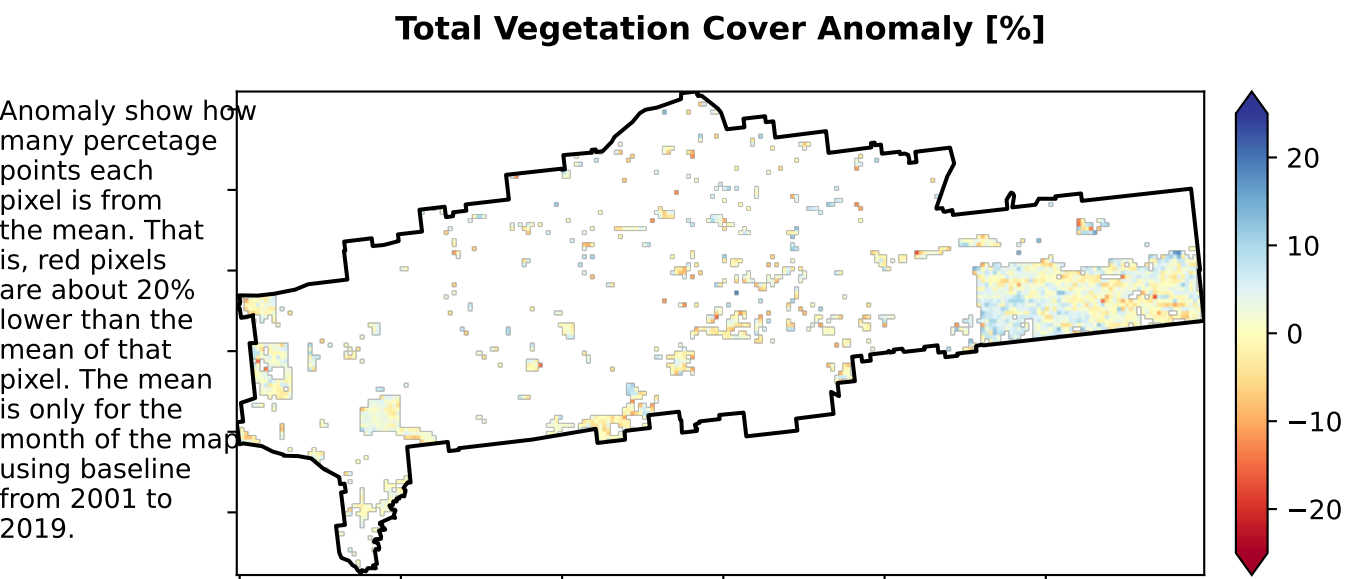 Total Vegetation Cover Anomaly [%]
Anomaly show how
many percetage
points each
pixel is from
the mean. That
is, red pixels
are about 20%
lower than the
mean of that
pixel. The mean
is only for the
month of the map
using baseline
from 2001 to
2019.
20
10
0
−10
−20